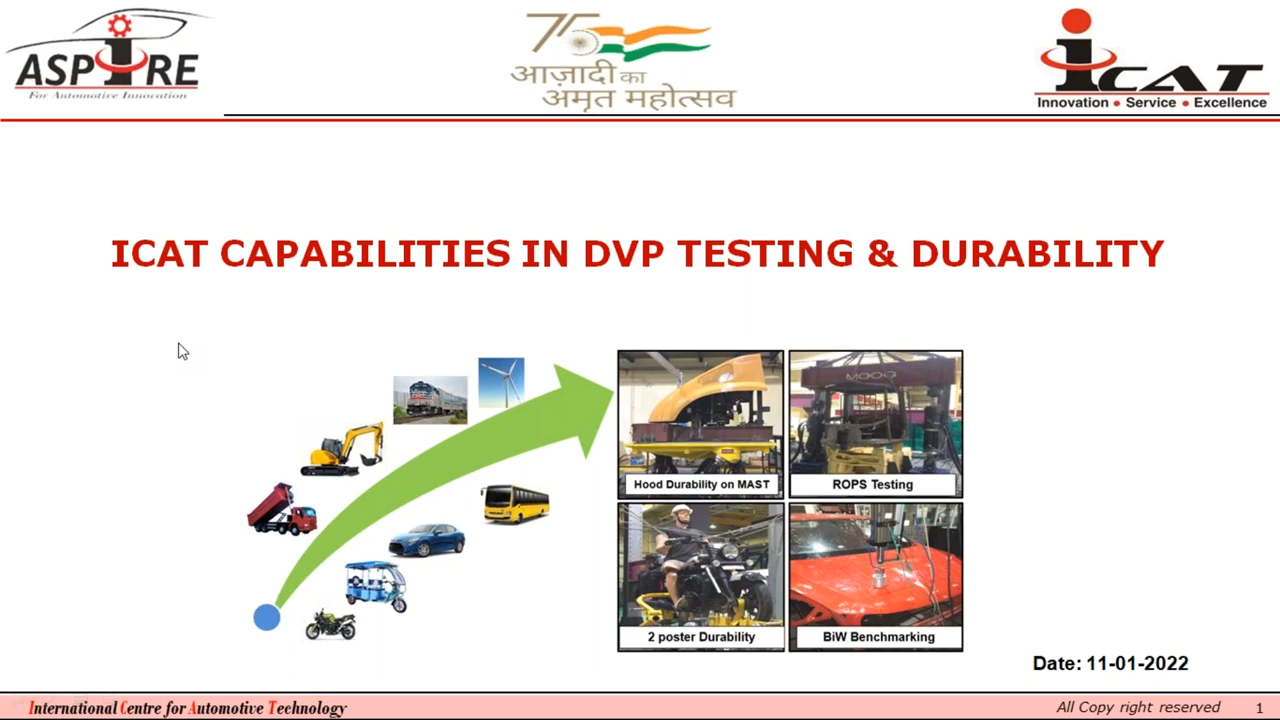 ASPIRE
For Automotive Innovation
75
आज़ादी का
अमृत महोत्सव
iCAT
Innovation • Service • Excellence
ICAT CAPABILITIES IN DVP TESTING & DURABILITY
MOOG
Hood Durability on MAST
ROPS Testing
2 poster Durability
BiW Benchmarking
Date: 11-01-2022
International Centre for Automotive Technology
All Copy right reserved
1